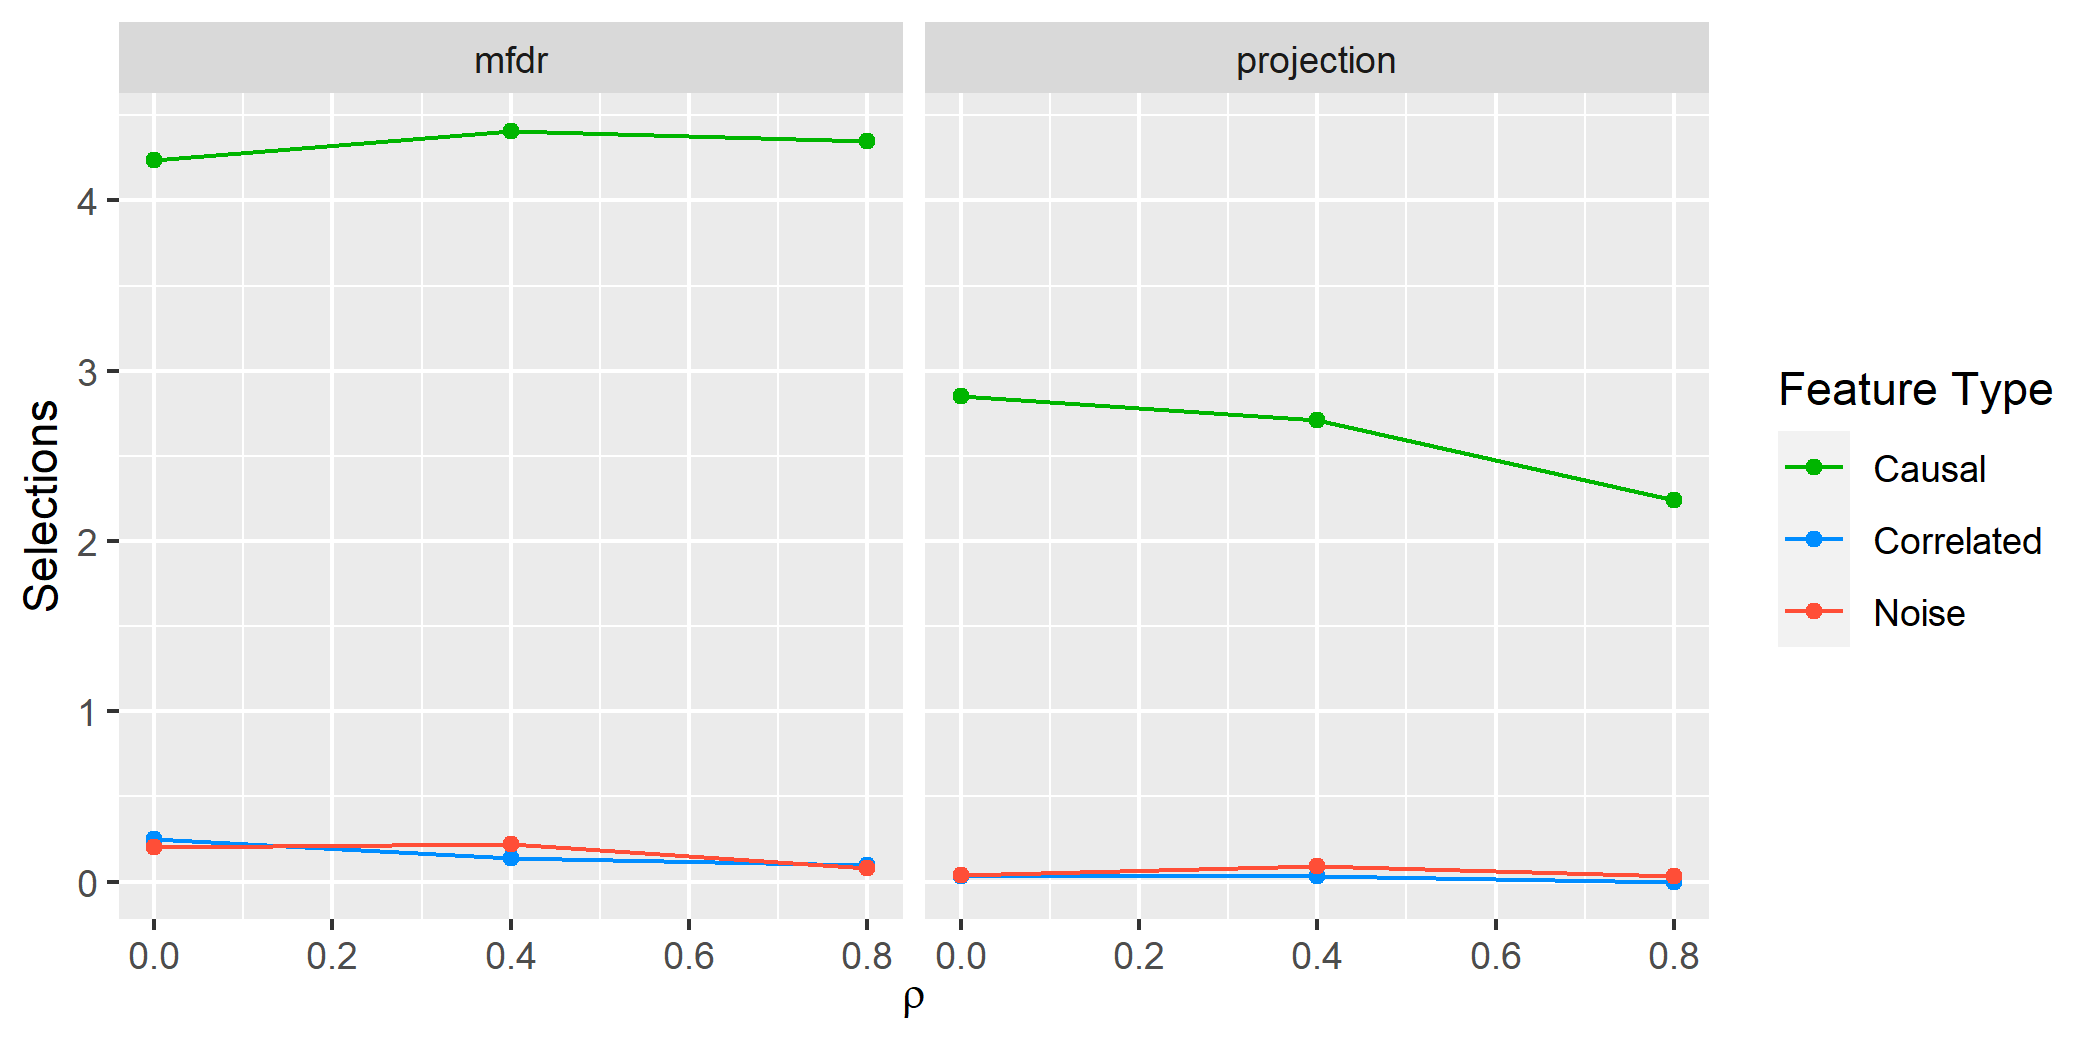 mfdr
projection
Selections
4
3
2
1
0
0.0 0.2 0.4 0.6 0.8
0.0 0.2 0.4 0.6 0.8
ρ
Feature Type
Causal
Correlated
Noise